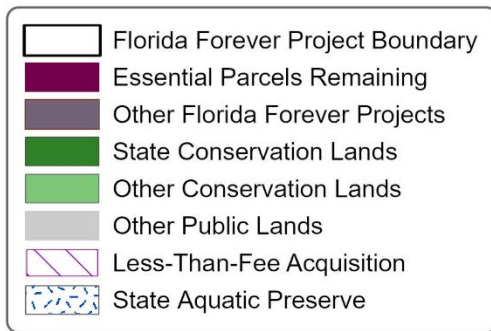 Florida Forever Project Boundary
Essential Parcels Remaining
Other Florida Forever Projects
State Conservation Lands
Other Conservation Lands
Other Public Lands
Less-Than-Fee Acquisition
State Aquatic Preserve